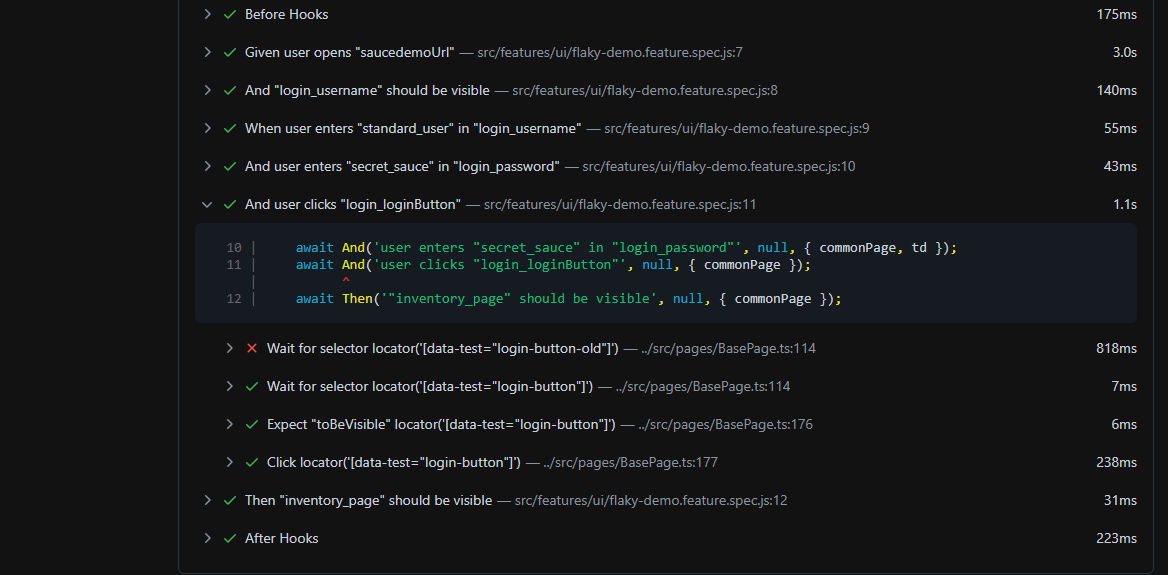 Before Hooks 175ms
Given user opens "saucedemoUrl" — src/features/ui/flaky-demo.feature.spec.js:7 3.0s
And "login_username" should be visible — src/features/ui/flaky-demo.feature.spec.js:8 140ms
When user enters "standard_user" in "login_username" — src/features/ui/flaky-demo.feature.spec.js:9 55ms
And user enters "secret_sauce" in "login_password" — src/features/ui/flaky-demo.feature.spec.js:10 43ms
And user clicks "login_loginButton" — src/features/ui/flaky-demo.feature.spec.js:11 1.1s
10 | await And('user enters "secret_sauce" in "login_password"', null, { commonPage, td });
11 | await And('user clicks "login_loginButton"', null, { commonPage });
| ^
12 | await Then('"inventory_page" should be visible', null, { commonPage });
Wait for selector locator('[data-test="login-button-old"]') — ../src/pages/BasePage.ts:114 818ms
Wait for selector locator('[data-test="login-button"]') — ../src/pages/BasePage.ts:114 7ms
Expect "toBeVisible" locator('[data-test="login-button"]') — ../src/pages/BasePage.ts:176 6ms
Click locator('[data-test="login-button"]') — ../src/pages/BasePage.ts:177 238ms
Then "inventory_page" should be visible — src/features/ui/flaky-demo.feature.spec.js:12 31ms
After Hooks 223ms